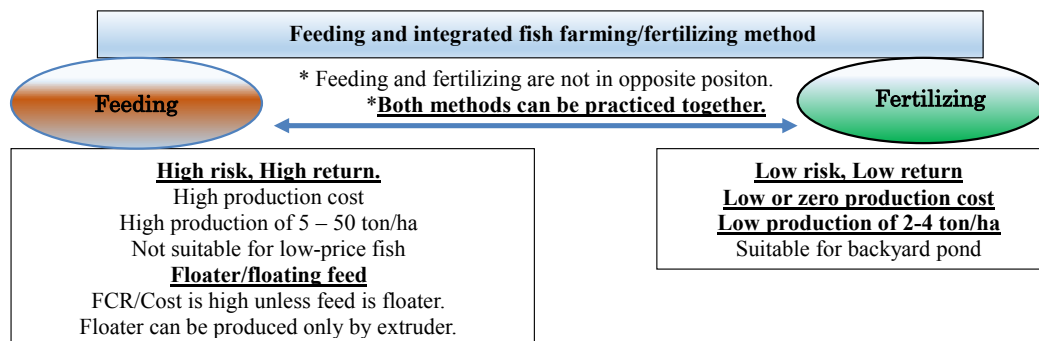 Feeding and integrated fish farming/fertilizing method
* Feeding and fertilizing are not in opposite positon.
*Both methods can be practiced together.
Feeding
Fertilizing
High risk, High return.
High production cost
High production of 5 – 50 ton/ha
Not suitable for low-price fish
Floater/floating feed
FCR/Cost is high unless feed is floater.
Floater can be produced only by extruder.
Low risk, Low return
Low or zero production cost
Low production of 2-4 ton/ha
Suitable for backyard pond